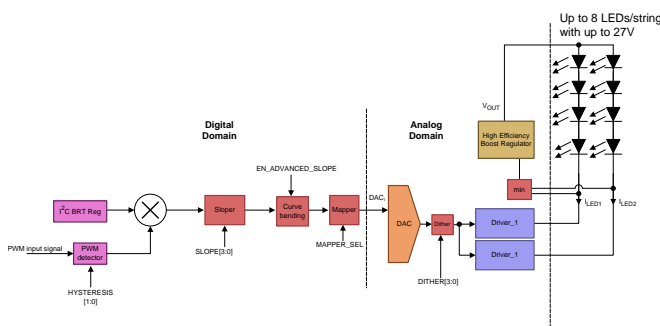 Up to 8 LEDs/string
with up to 27V
VOUT
Digital
Domain
Analog
Domain
High Efficiency
Boost Regulator
EN_ADVANCED_SLOPE
min
DACi
ILED1
ILED2
I2C BRT Reg
Sloper
Curve
bending
Mapper
DAC
Dither
Driver_1
PWM input signal
PWM
detector
SLOPE[3:0]
MAPPER_SEL
Driver_1
DITHER[3:0]
HYSTERESIS
[1:0]